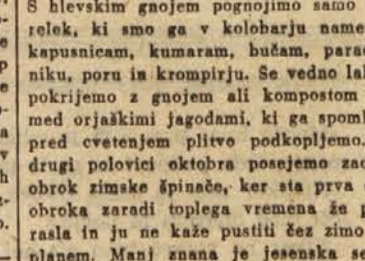 S hlevskim gnojem pognojimo samo
relek, ki smo ga v kolobarju name
kapusnicam, kumaram, bučam, para
niku, poru in krompirju. Še vedno la
pokrijemo z gnojem ali kompostom
med orjaškimi jagodami, ki ga spom
pred cvetenjem plitvo podkopljemo.
drugi polovici oktobra posejemo za
obrok zimske špinače, ker sta prva
obroka zaradi toplega vremena že p
rasla in ju ne kaže pustiti čez zimo
planem. Manj znana je jesenska se